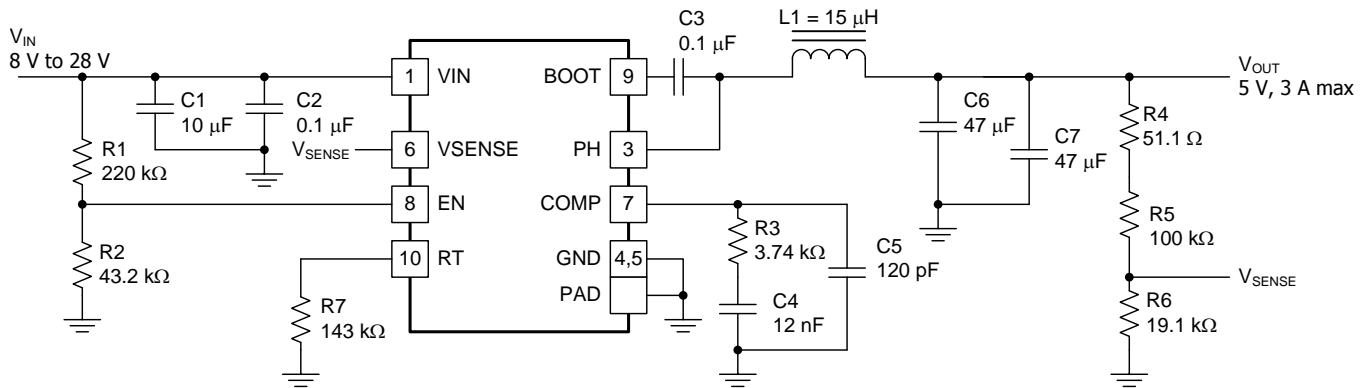 V_IN
8 V to 28 V
C1
10 μF
C2
0.1 μF
R1
220 kΩ
V_SENSE
R2
43.2 kΩ
R7
143 kΩ
1 VIN
6 VSENSE
8 EN
10 RT
BOOT 9
PH 3
COMP 7
GND 4,5
PAD
C3
0.1 μF
L1 = 15 μH
R3
3.74 kΩ
C4
12 nF
C5
120 pF
C6
47 μF
C7
47 μF
V_OUT
5 V, 3 A max
R4
51.1 Ω
R5
100 kΩ
V_SENSE
R6
19.1 kΩ